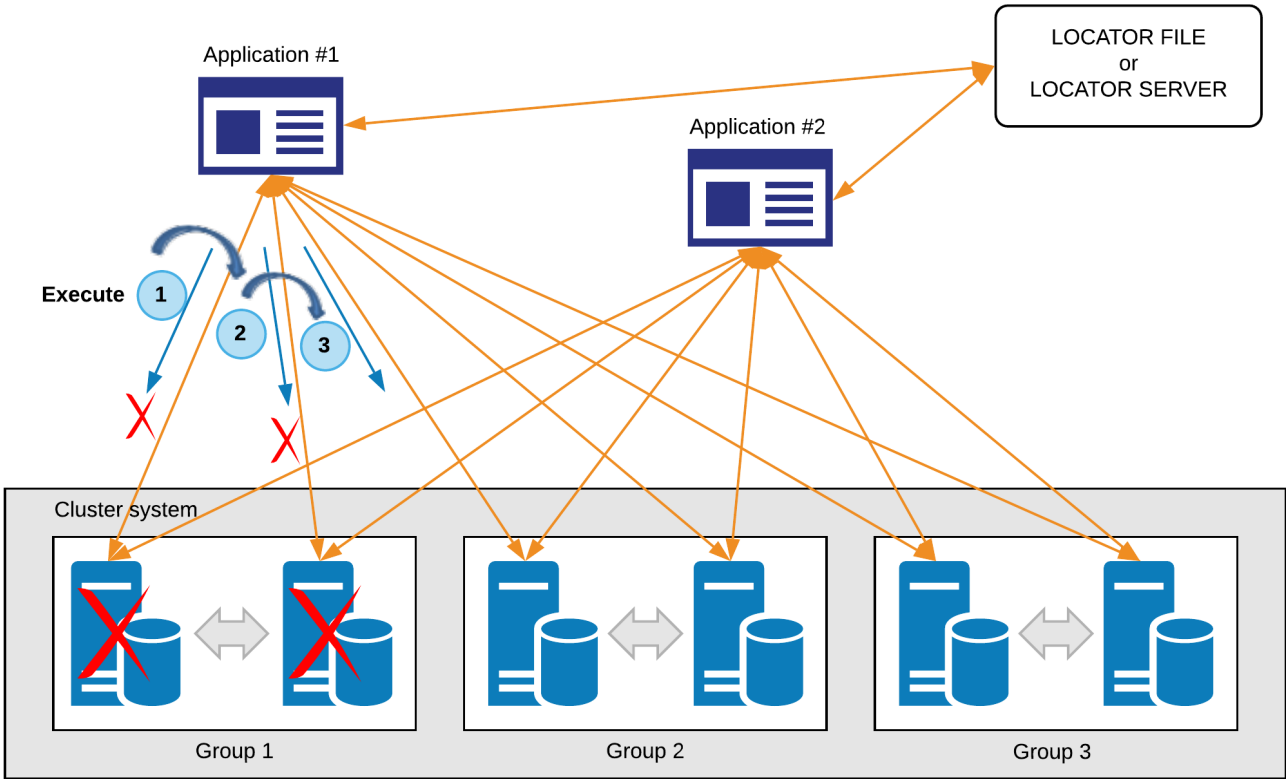 Application #1
LOCATOR FILE
or
LOCATOR SERVER
Application #2
Execute
1
2
3
Cluster system
Group 1
Group 2
Group 3